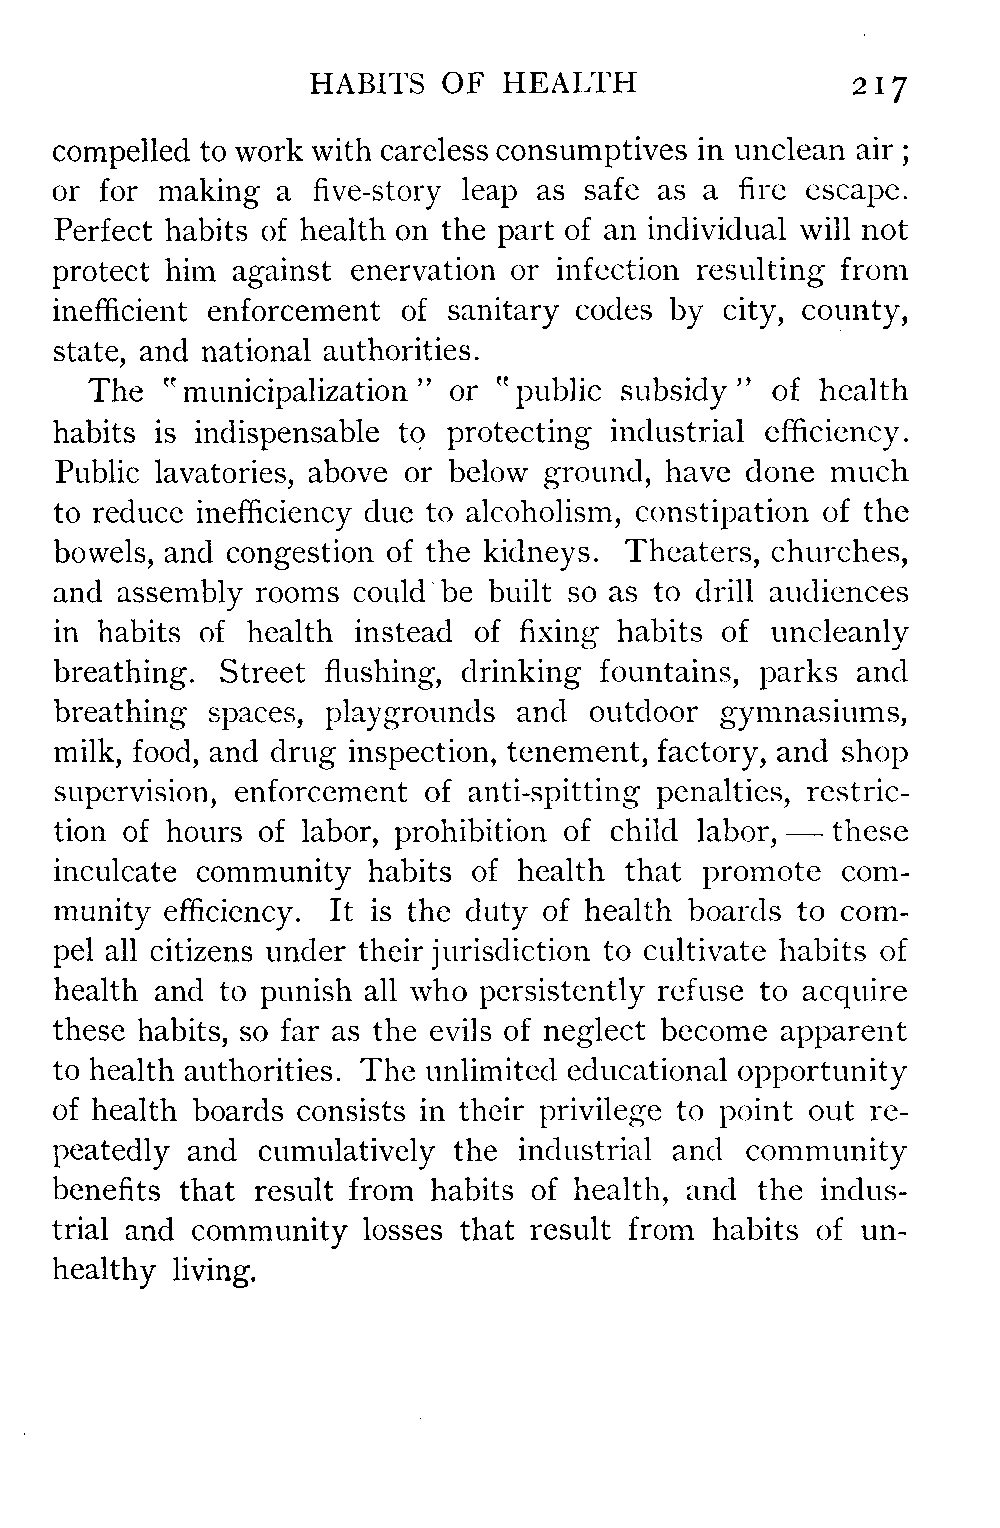 HABITS OF HEALTH 217
compelled to work with careless consumptives in unclean air;
or for making a five-story leap as safe as a fire escape.
Perfect habits of health on the part of an individual will not
protect him against enervation or infection resulting from
inefficient enforcement of sanitary codes by city, county,
state, and national authorities.
The "municipalization" or "public subsidy" of health
habits is indispensable to protecting industrial efficiency.
Public lavatories, above or below ground, have done much
to reduce inefficiency due to alcoholism, constipation of the
bowels, and congestion of the kidneys. Theaters, churches,
and assembly rooms could be built so as to drill audiences
in habits of health instead of fixing habits of uncleanly
breathing. Street flushing, drinking fountains, parks and
breathing spaces, playgrounds and outdoor gymnasiums,
milk, food, and drug inspection, tenement, factory, and shop
supervision, enforcement of anti-spitting penalties, restric-
tion of hours of labor, prohibition of child labor, — these
inculcate community habits of health that promote com-
munity efficiency. It is the duty of health boards to com-
pel all citizens under their jurisdiction to cultivate habits of
health and to punish all who persistently refuse to acquire
these habits, so far as the evils of neglect become apparent
to health authorities. The unlimited educational opportunity
of health boards consists in their privilege to point out re-
peatedly and cumulatively the industrial and community
benefits that result from habits of health, and the indus-
trial and community losses that result from habits of un-
healthy living.